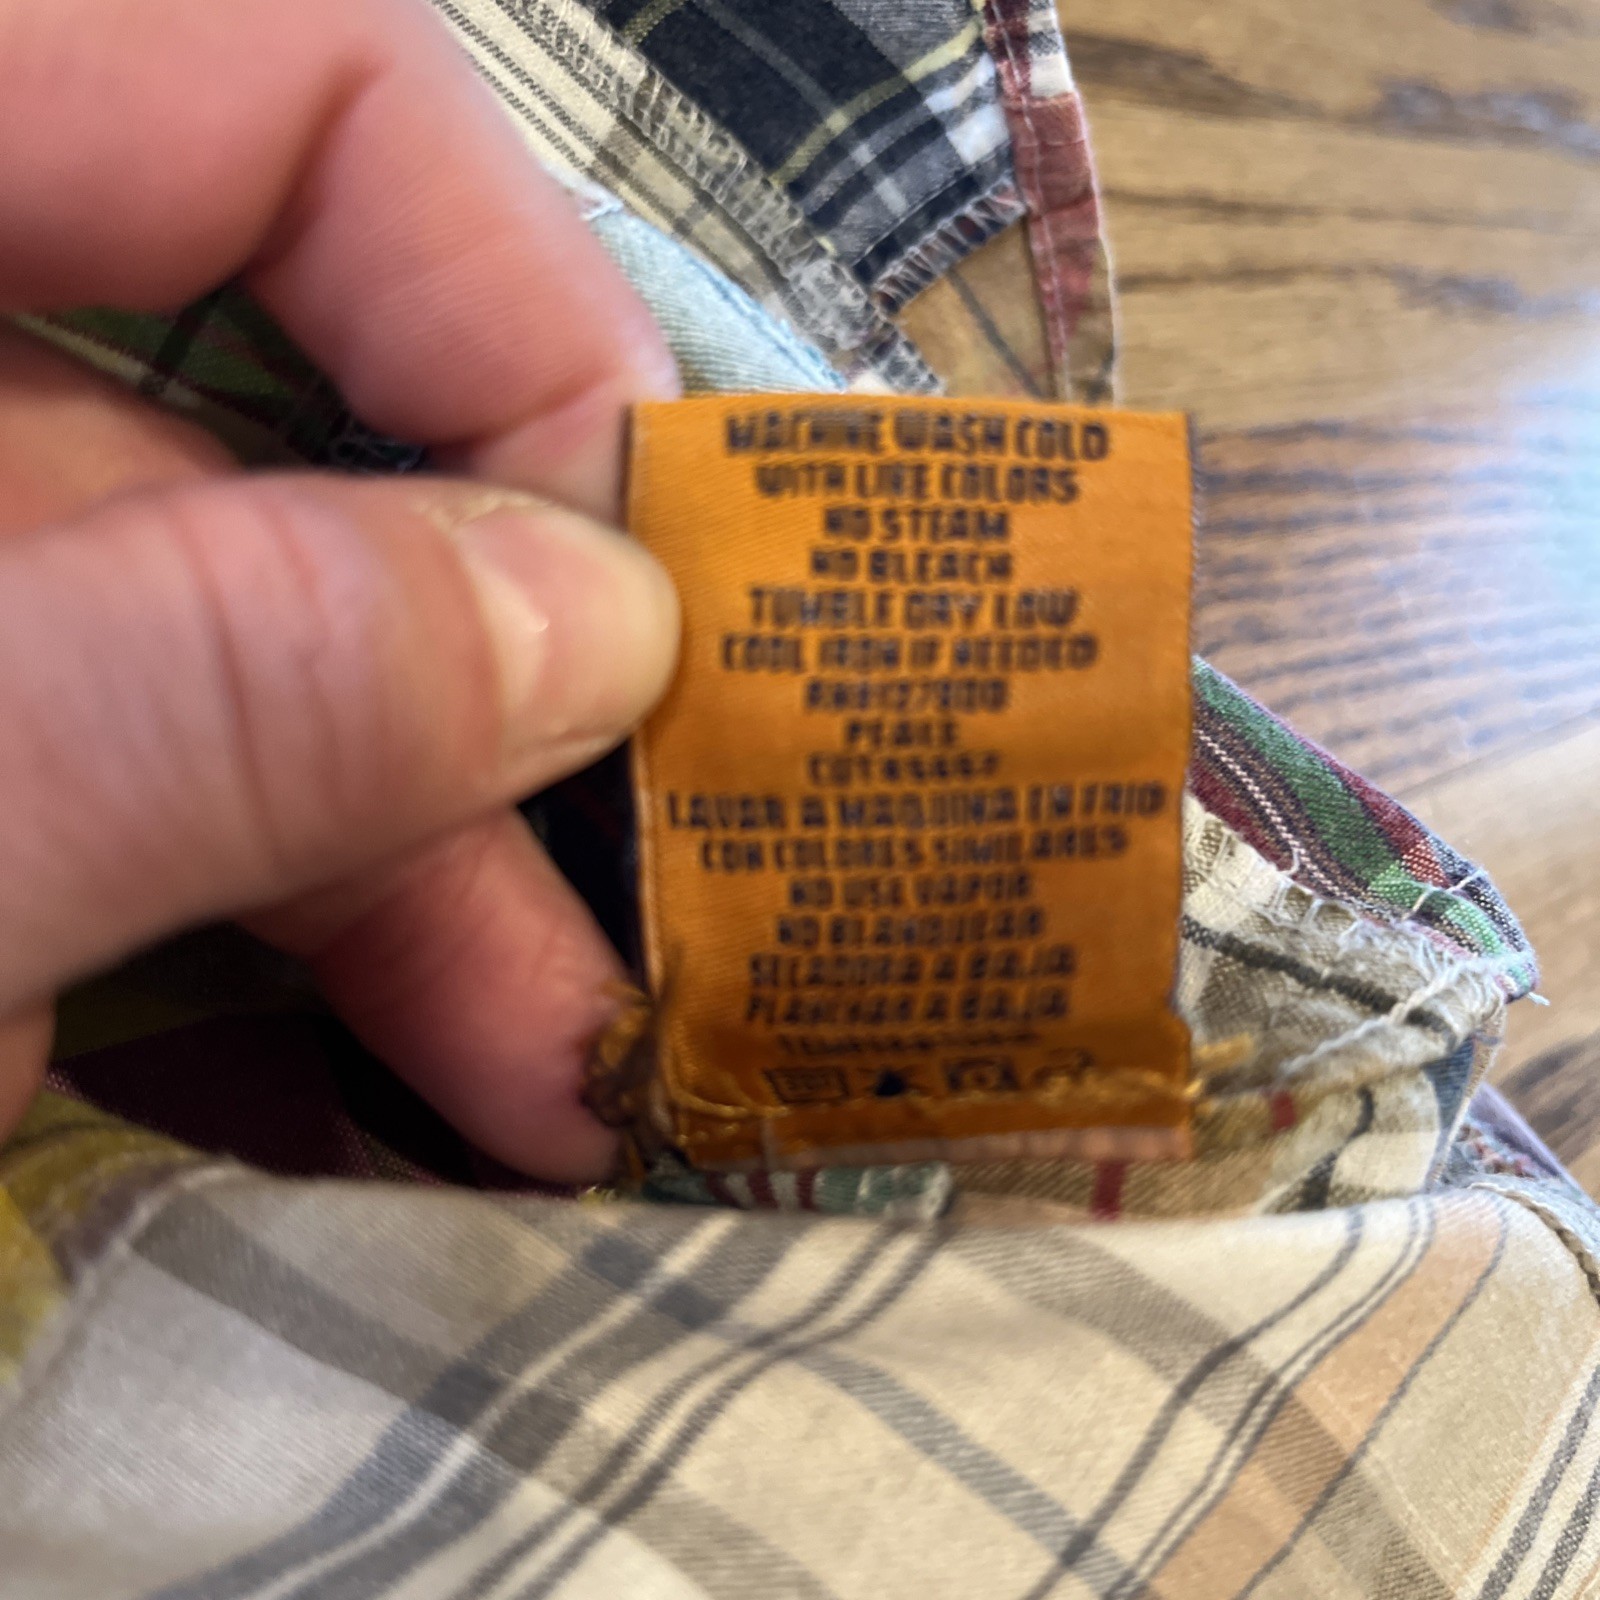 MACHINE WASH COLD
WITH LIKE COLORS
NO STEAM
NO BLEACH
TUMBLE DRY LOW
COOL IRON IF NEEDED
PEACE
LAVAR A MAQUINA EN FRIO
CON COLORES SIMILARES
NO USE VAPOR
NO BLANQUEAR
SECADORA A BAJA
PLANCHAR A BAJA